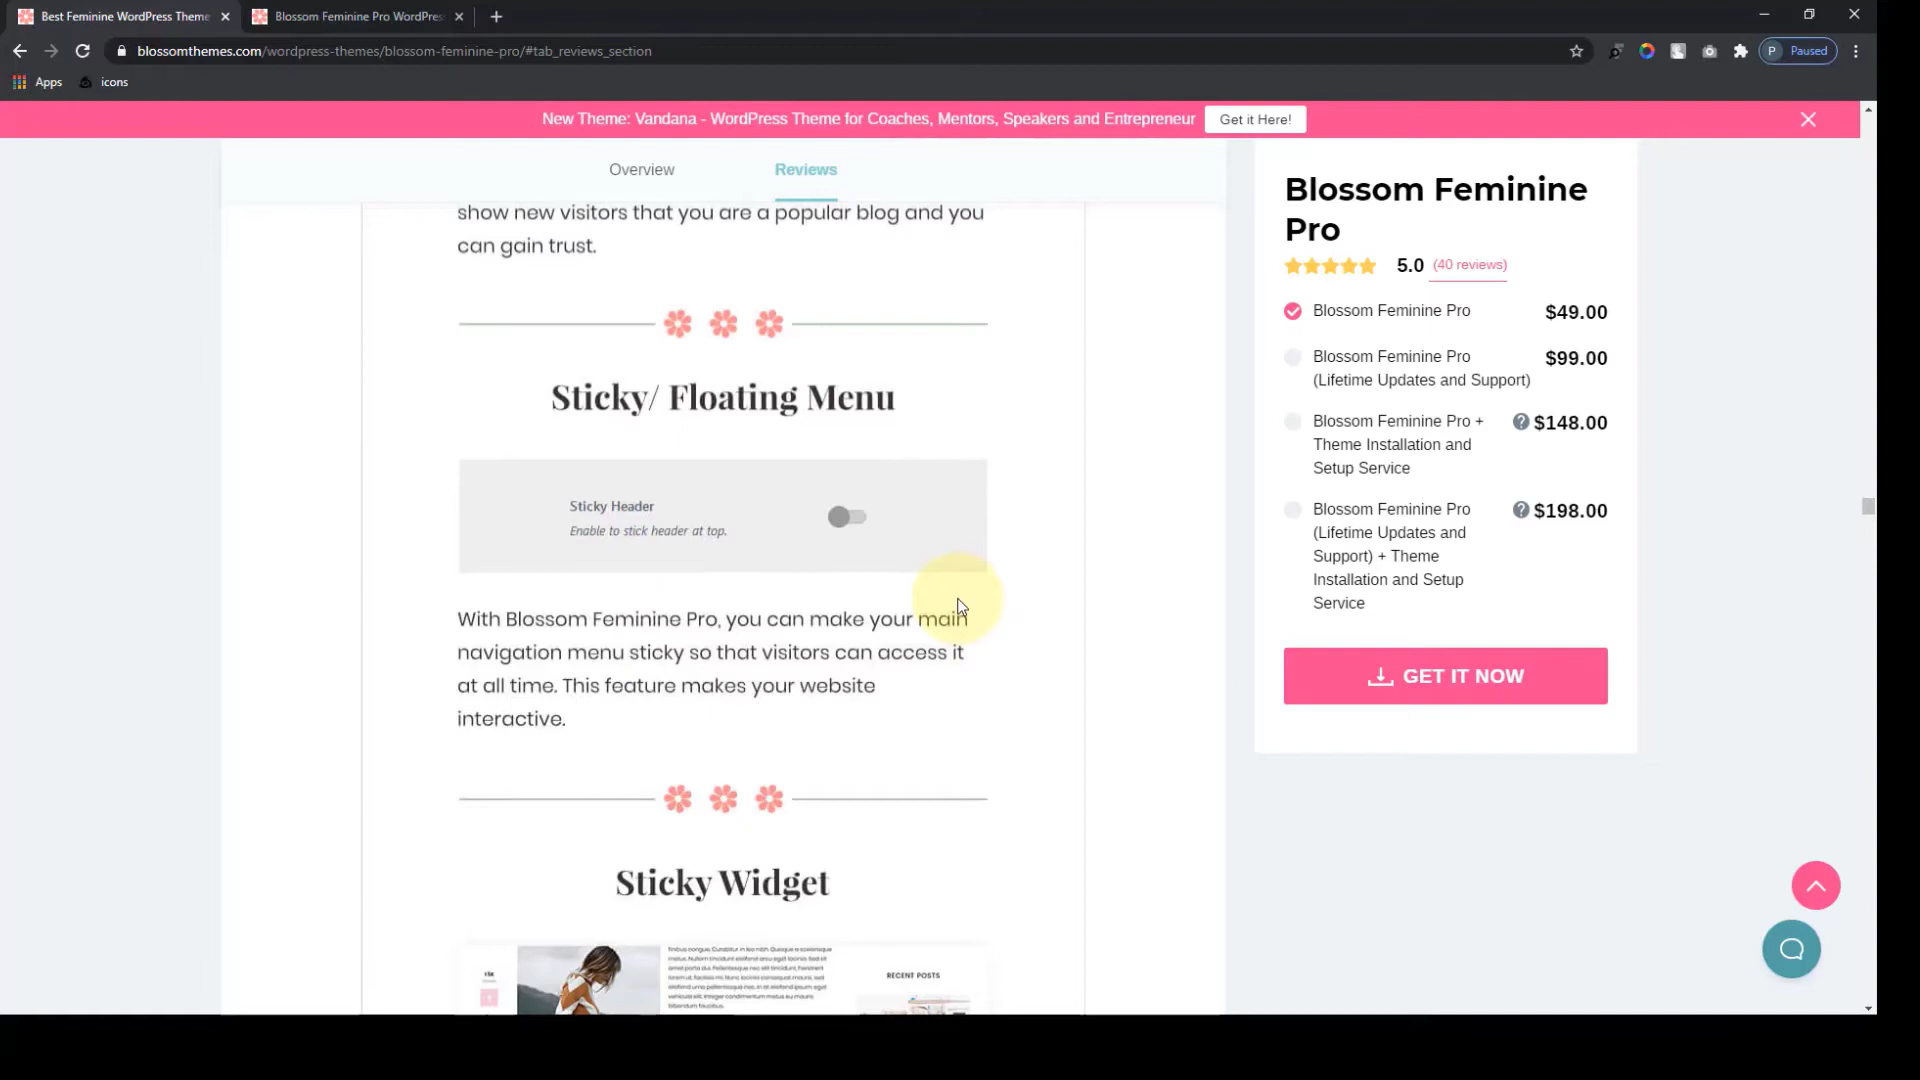 Best Feminine WordPress Theme
Blossom Feminine Pro WordPres
blossomthemes.com/wordpress-themes/blossom-feminine-pro/#tab_reviews_section
P Paused
Apps
icons
New Theme: Vandana - WordPress Theme for Coaches, Mentors, Speakers and Entrepreneur
Get it Here!
Overview
Reviews
show new visitors that you are a popular blog and you
can gain trust.
Sticky/ Floating Menu
Sticky Header
Enable to stick header at top.
With Blossom Feminine Pro, you can make your main
navigation menu sticky so that visitors can access it
at all time. This feature makes your website
interactive.
Sticky Widget
RECENT POSTS
Blossom Feminine
Pro
5.0 (40 reviews)
Blossom Feminine Pro $49.00
Blossom Feminine Pro $99.00
(Lifetime Updates and Support)
Blossom Feminine Pro + ? $148.00
Theme Installation and
Setup Service
Blossom Feminine Pro ? $198.00
(Lifetime Updates and
Support) + Theme
Installation and Setup
Service
GET IT NOW